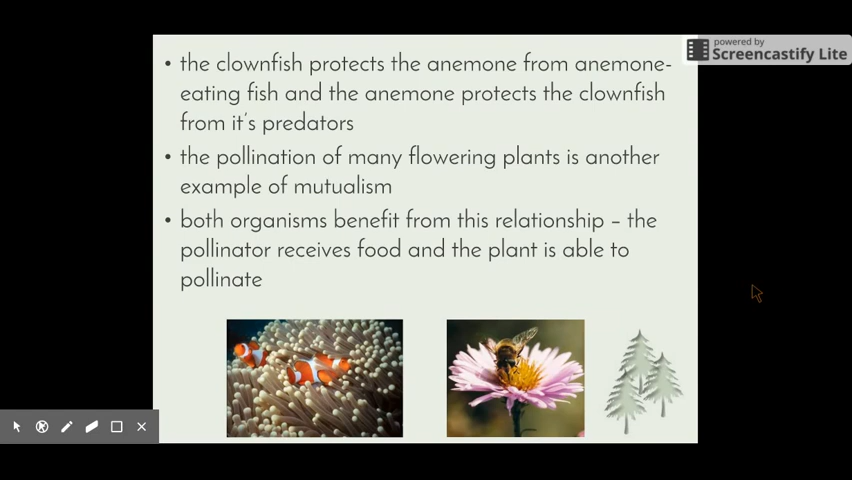 powered by
Screencastify Lite
• the clownfish protects the anemone from anemone-
eating fish and the anemone protects the clownfish
from it's predators
• the pollination of many flowering plants is another
example of mutualism
• both organisms benefit from this relationship – the
pollinator receives food and the plant is able to
pollinate